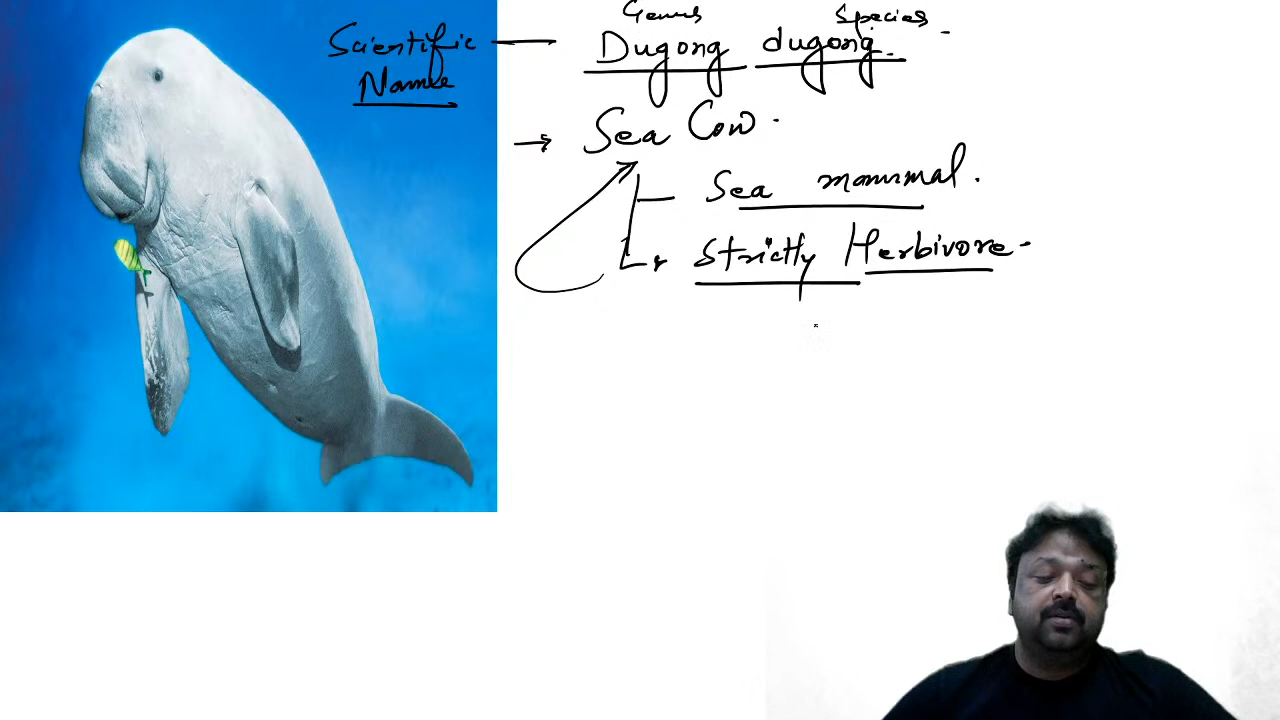 Genus Species
Scientific Name — Dugong dugong.
→ Sea Cow.
Sea mammal.
Strictly Herbivore.